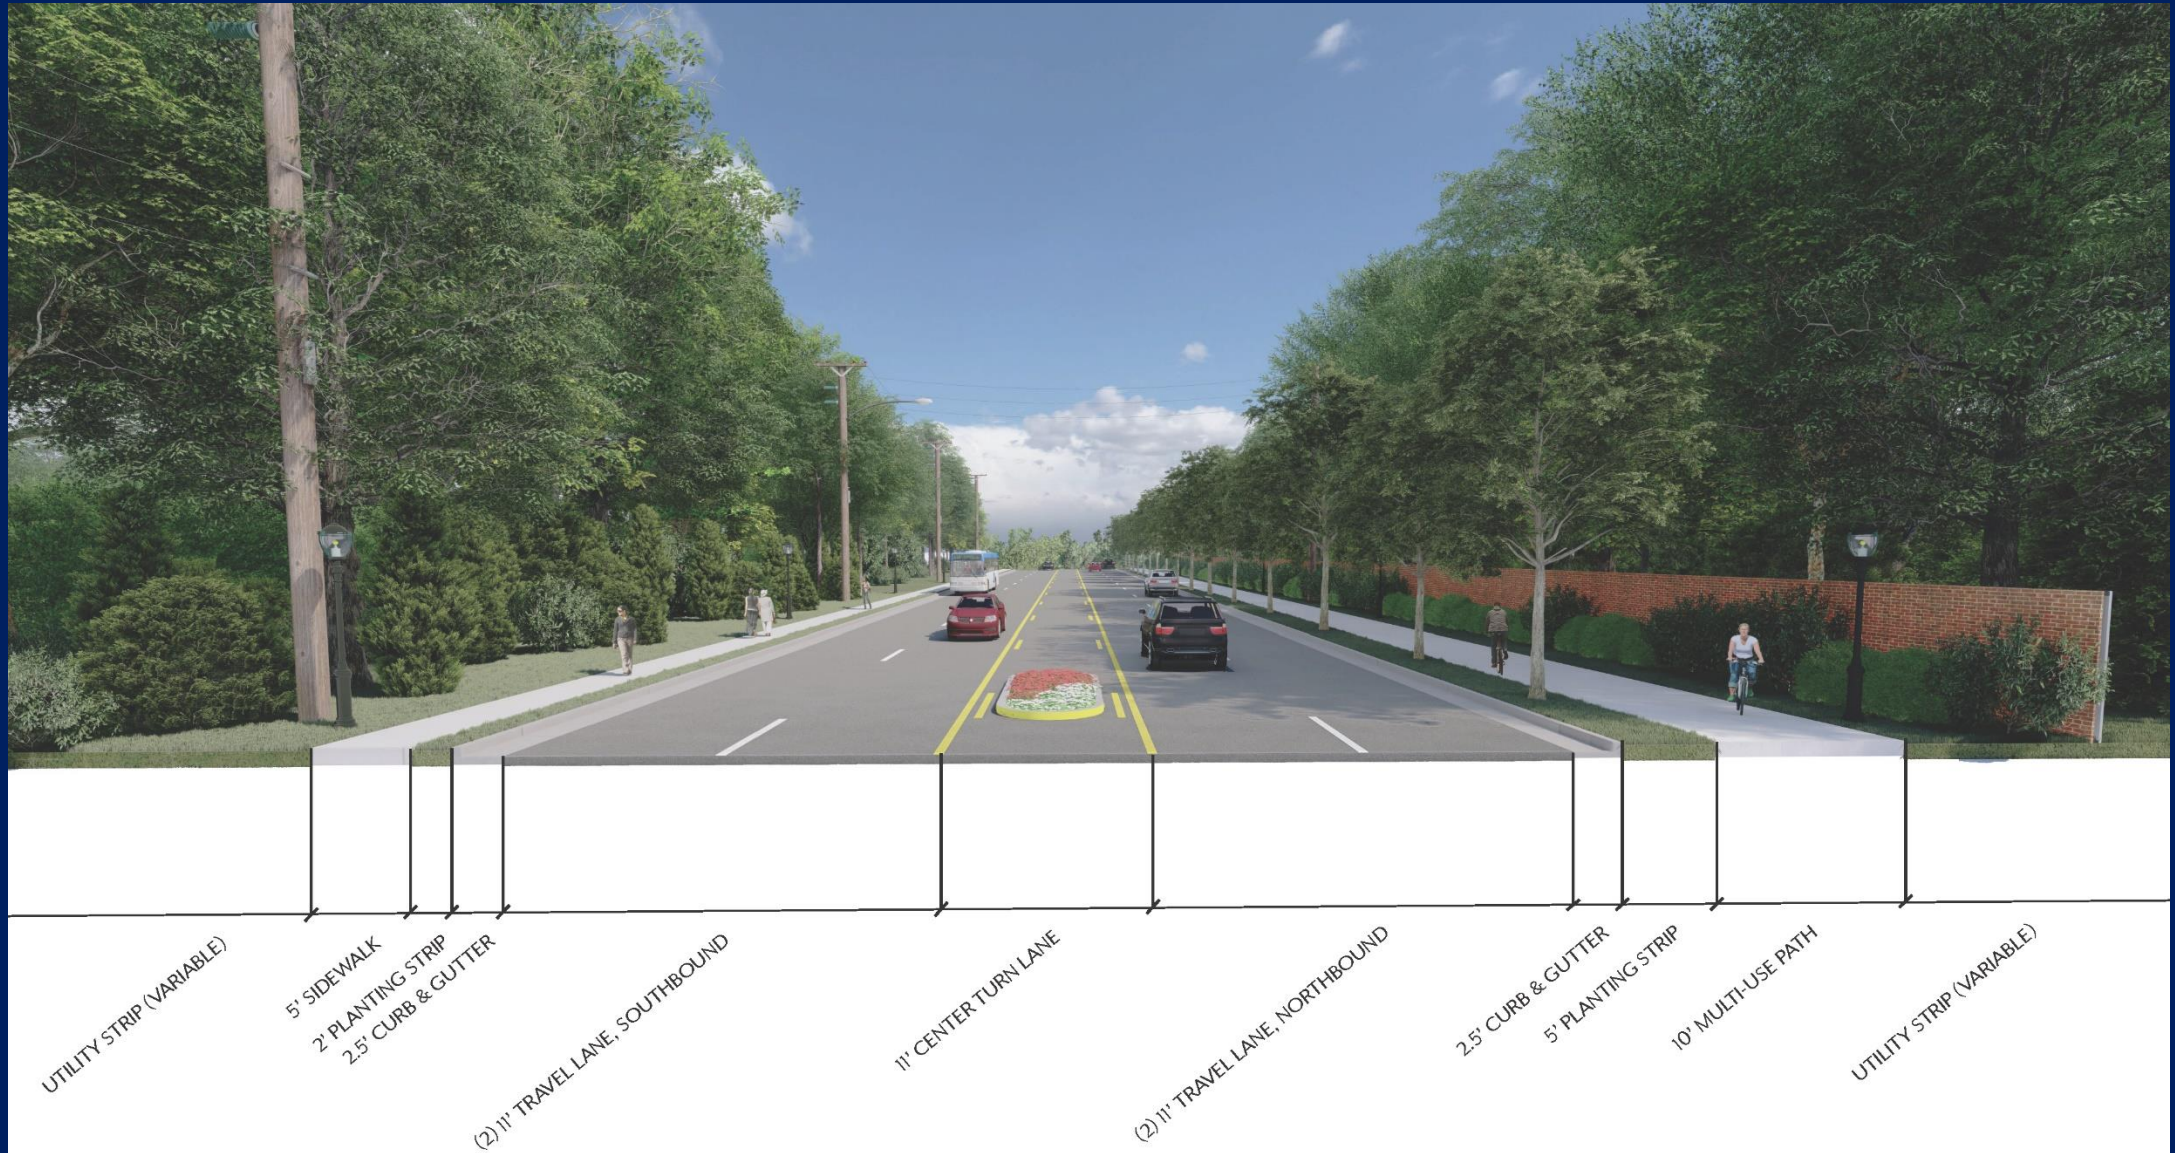 UTILITY STRIP (VARIABLE)
5' SIDEWALK
2' PLANTING STRIP
2.5' CURB & GUTTER
(2) 11' TRAVEL LANE, SOUTHBOUND
11' CENTER TURN LANE
(2) 11' TRAVEL LANE, NORTHBOUND
2.5' CURB & GUTTER
5' PLANTING STRIP
10' MULTI-USE PATH
UTILITY STRIP (VARIABLE)